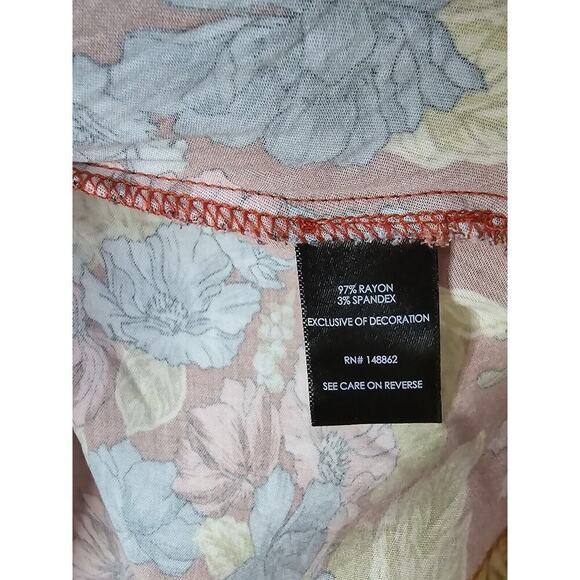 97% RAYON
3% SPANDEX
EXCLUSIVE OF DECORATION
RN# 148862
SEE CARE ON REVERSE